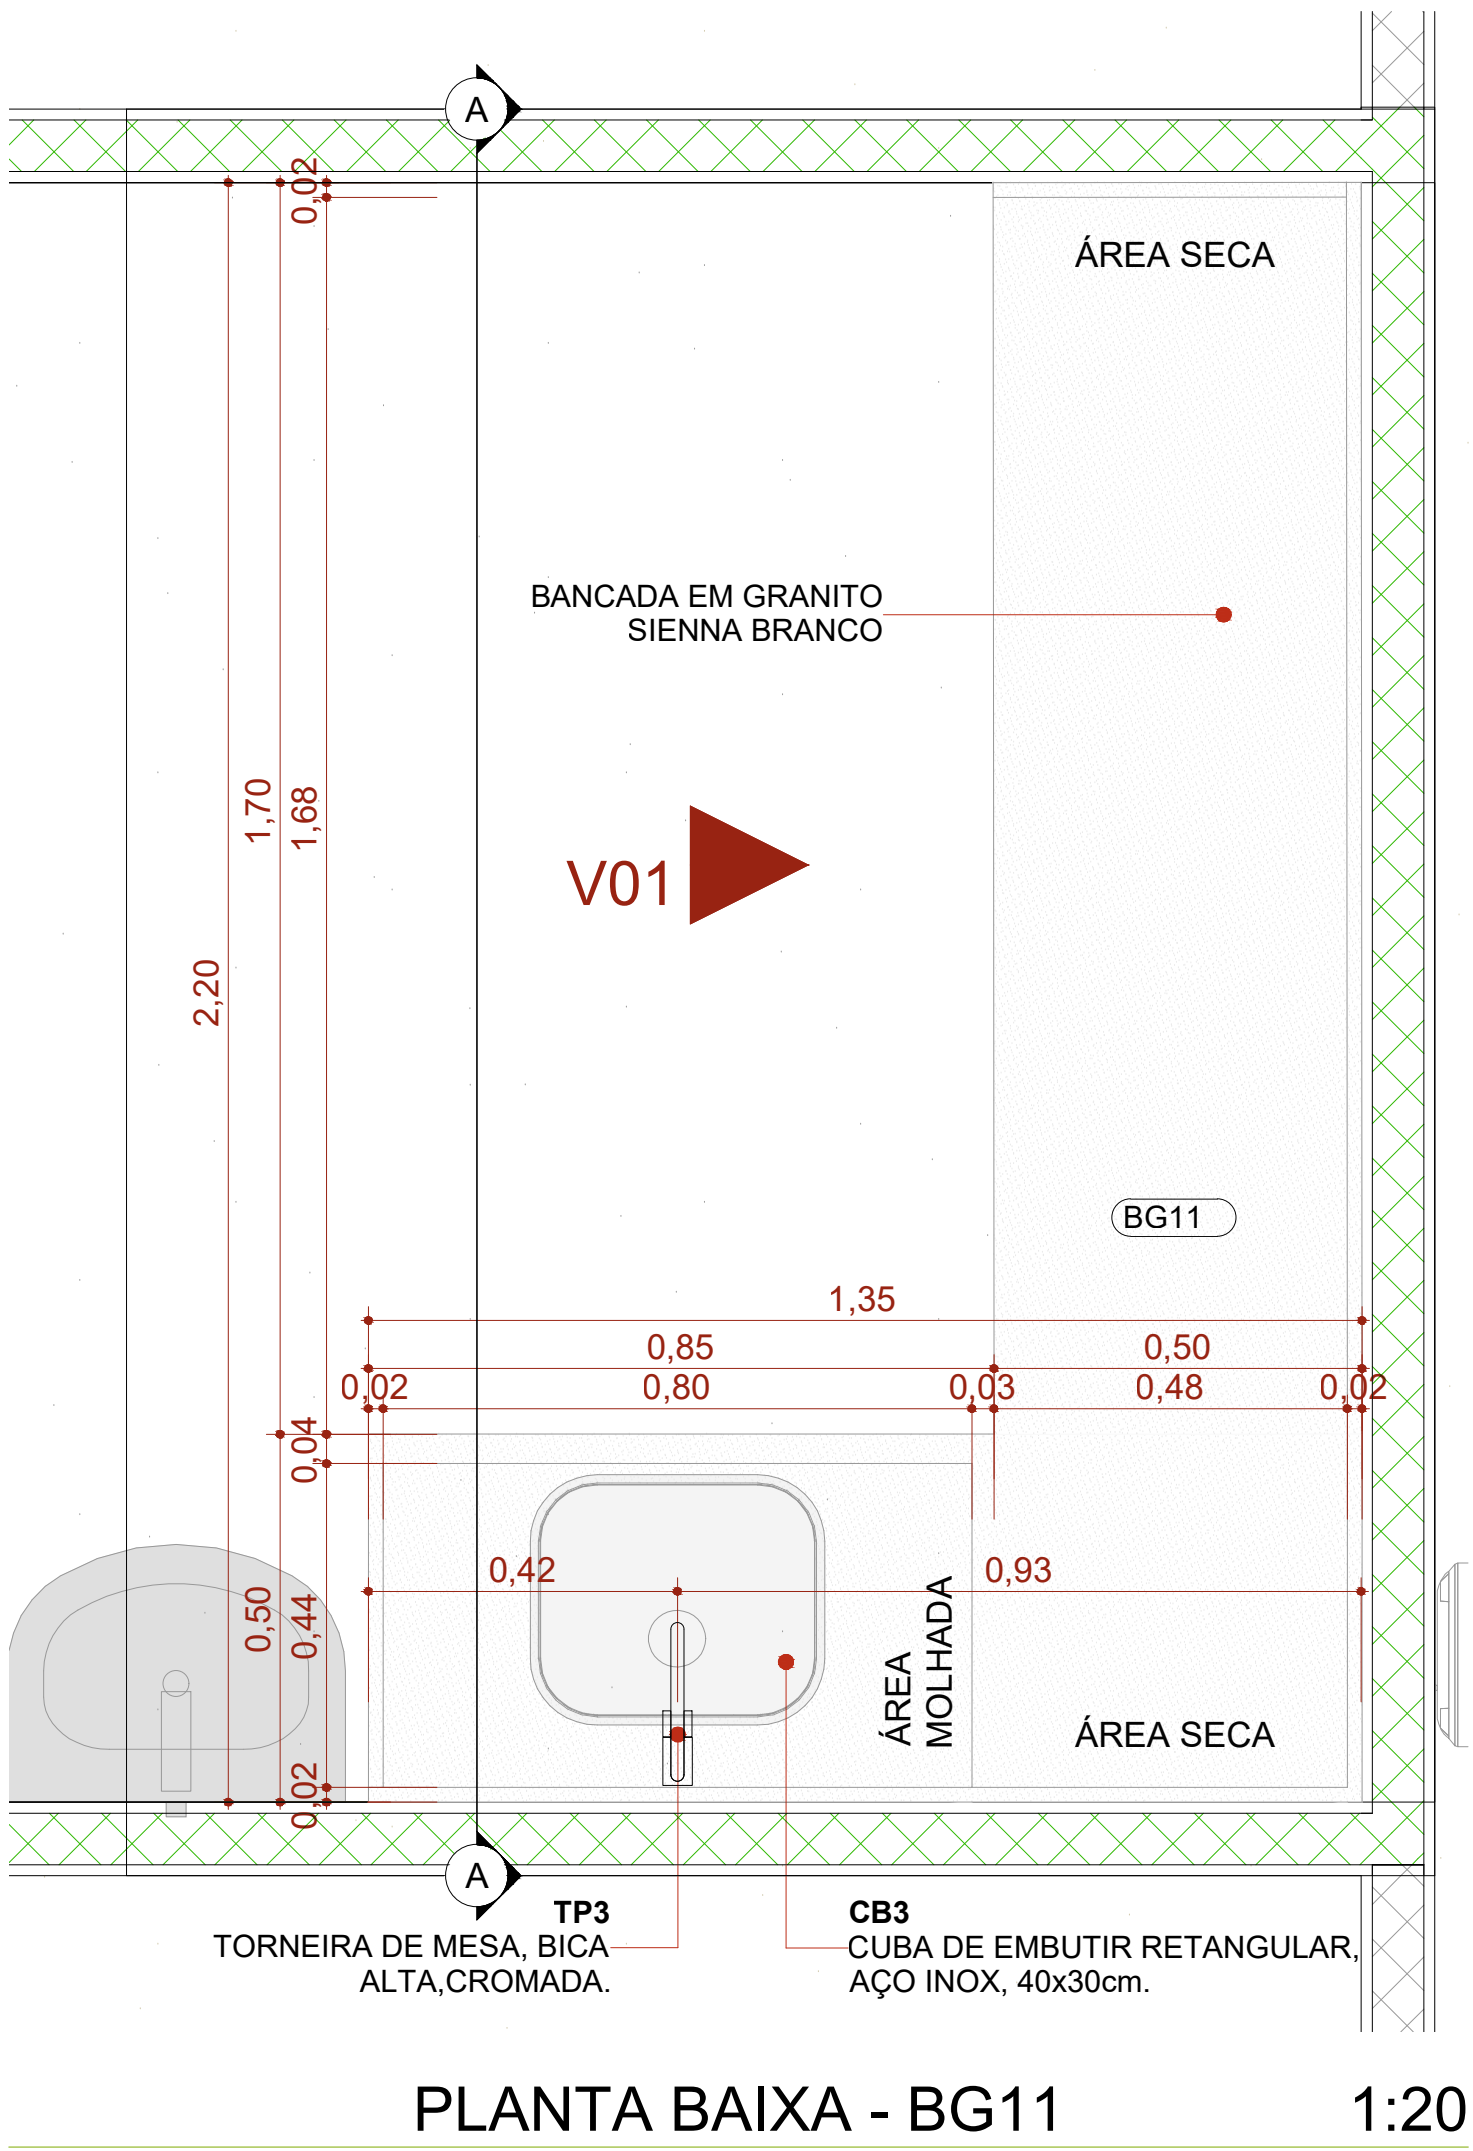 A
0,02
ÁREA SECA
BANCADA EM GRANITO
SIENNA BRANCO
1,70
1,68
V01
2,20
BG11
1,35
0,85
0,50
0,02
0,80
0,03
0,48
0,02
0,04
0,42
0,93
0,50
0,44
ÁREA
MOLHADA
ÁREA SECA
0,02
A
TP3
TORNEIRA DE MESA, BICA
ALTA,CROMADA.
CB3
CUBA DE EMBUTIR RETANGULAR,
AÇO INOX, 40x30cm.
PLANTA BAIXA - BG11
1:20